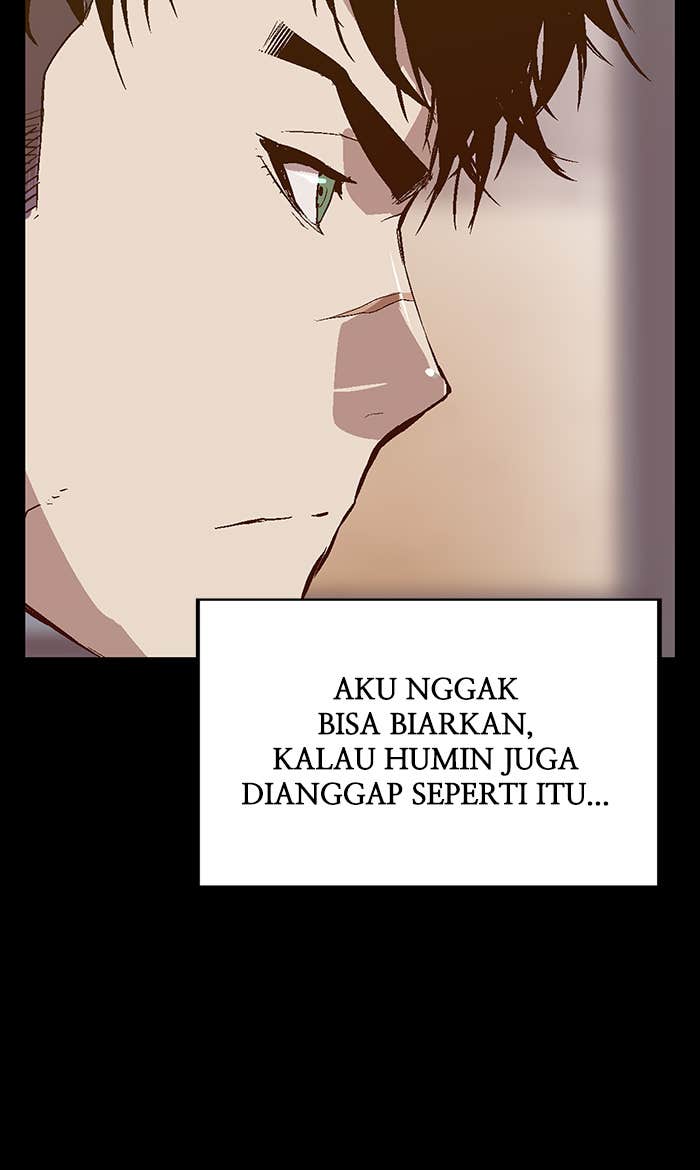 AKU NGGAK
BISA BIARKAN,
KALAU HUMIN JUGA
DIANGGAP SEPERTI ITU...